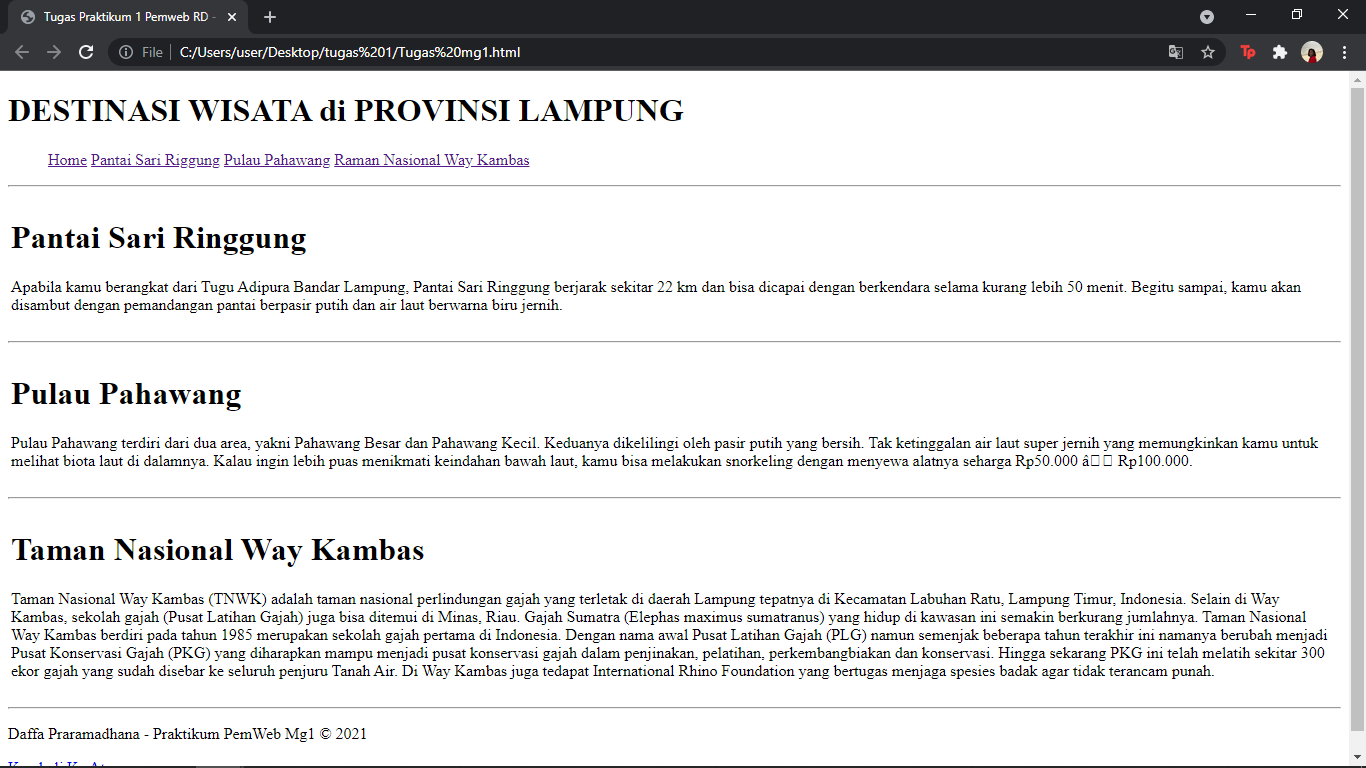 Tugas Praktikum 1 Pemweb RD -
File
C:/Users/user/Desktop/tugas%201/Tugas%20mg1.html
Tp
DESTINASI WISATA di PROVINSI LAMPUNG
Home Pantai Sari Riggung Pulau Pahawang Raman Nasional Way Kambas
Pantai Sari Ringgung
Apabila kamu berangkat dari Tugu Adipura Bandar Lampung, Pantai Sari Ringgung berjarak sekitar 22 km dan bisa dicapai dengan berkendara selama kurang lebih 50 menit. Begitu sampai, kamu akan
disambut dengan pemandangan pantai berpasir putih dan air laut berwarna biru jernih.
Pulau Pahawang
Pulau Pahawang terdiri dari dua area, yakni Pahawang Besar dan Pahawang Kecil. Keduanya dikelilingi oleh pasir putih yang bersih. Tak ketinggalan air laut super jernih yang memungkinkan kamu untuk
melihat biota laut di dalamnya. Kalau ingin lebih puas menikmati keindahan bawah laut, kamu bisa melakukan snorkeling dengan menyewa alatnya seharga Rp50.000 â Rp100.000.
Taman Nasional Way Kambas
Taman Nasional Way Kambas (TNWK) adalah taman nasional perlindungan gajah yang terletak di daerah Lampung tepatnya di Kecamatan Labuhan Ratu, Lampung Timur, Indonesia. Selain di Way
Kambas, sekolah gajah (Pusat Latihan Gajah) juga bisa ditemui di Minas, Riau. Gajah Sumatra (Elephas maximus sumatranus) yang hidup di kawasan ini semakin berkurang jumlahnya. Taman Nasional
Way Kambas berdiri pada tahun 1985 merupakan sekolah gajah pertama di Indonesia. Dengan nama awal Pusat Latihan Gajah (PLG) namun semenjak beberapa tahun terakhir ini namanya berubah menjadi
Pusat Konservasi Gajah (PKG) yang diharapkan mampu menjadi pusat konservasi gajah dalam penjinakan, pelatihan, perkembangbiakan dan konservasi. Hingga sekarang PKG ini telah melatih sekitar 300
ekor gajah yang sudah disebar ke seluruh penjuru Tanah Air. Di Way Kambas juga tedapat International Rhino Foundation yang bertugas menjaga spesies badak agar tidak terancam punah.
Daffa Praramadhana - Praktikum PemWeb Mg1 © 2021